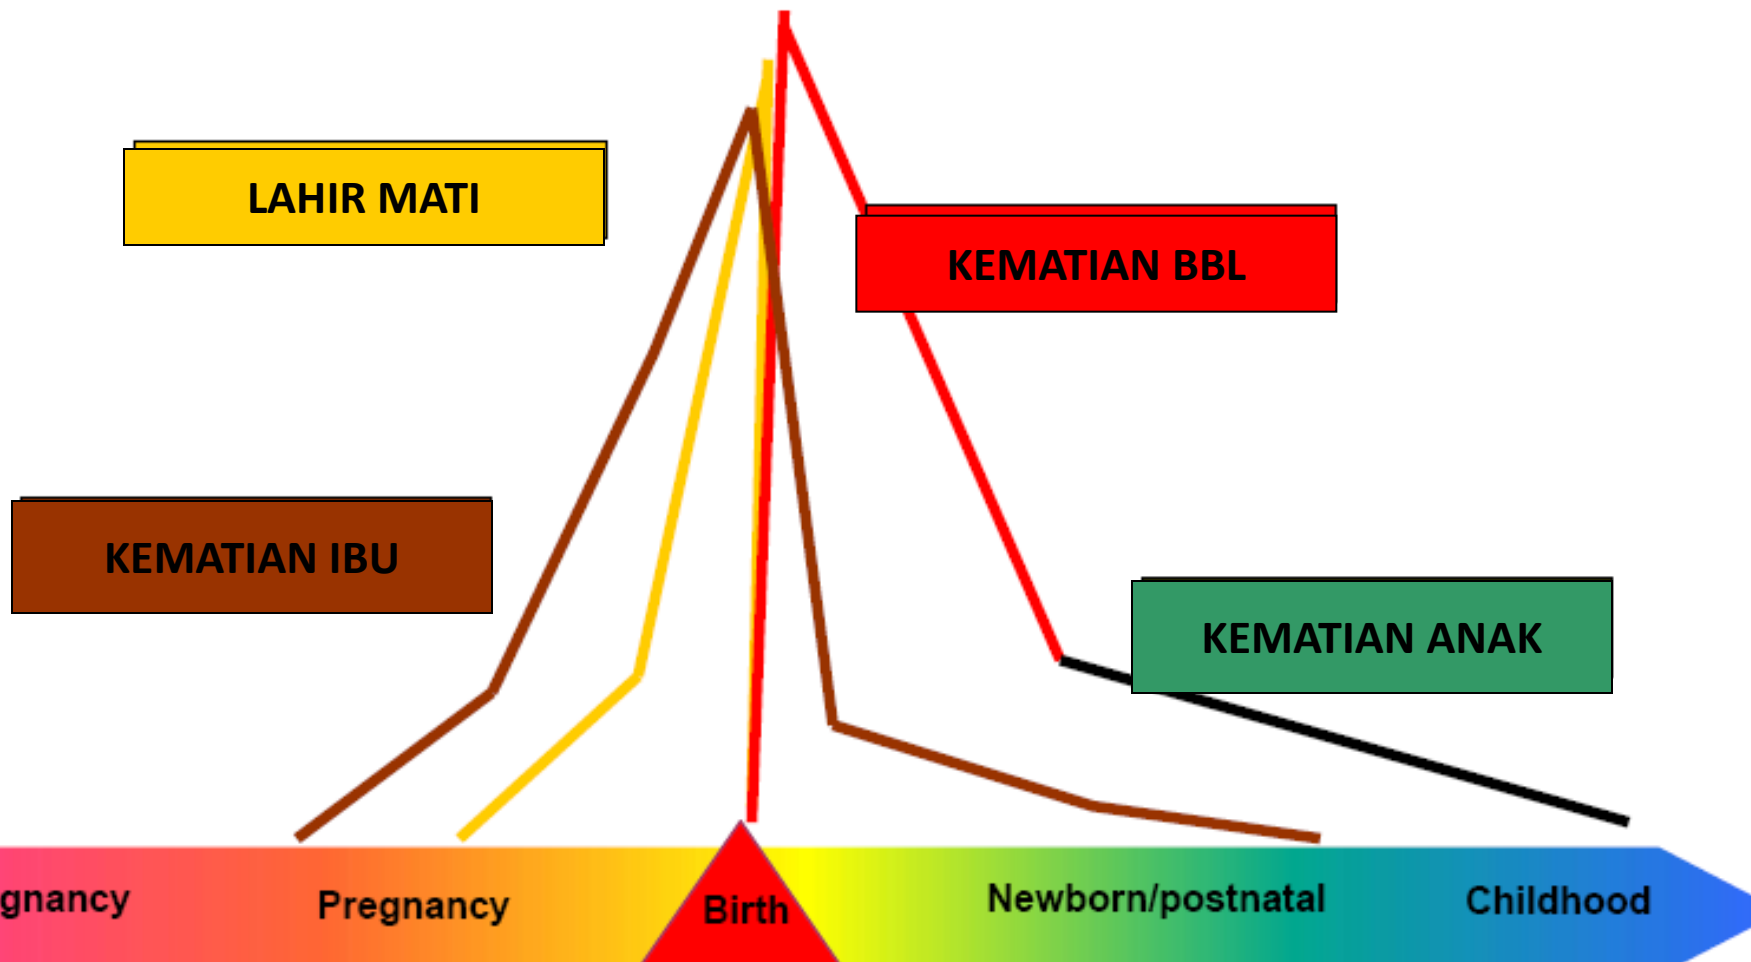 LAHIR MATI
KEMATIAN BBL
KEMATIAN IBU
KEMATIAN ANAK
gnancy
Pregnancy
Birth
Newborn/postnatal
Childhood